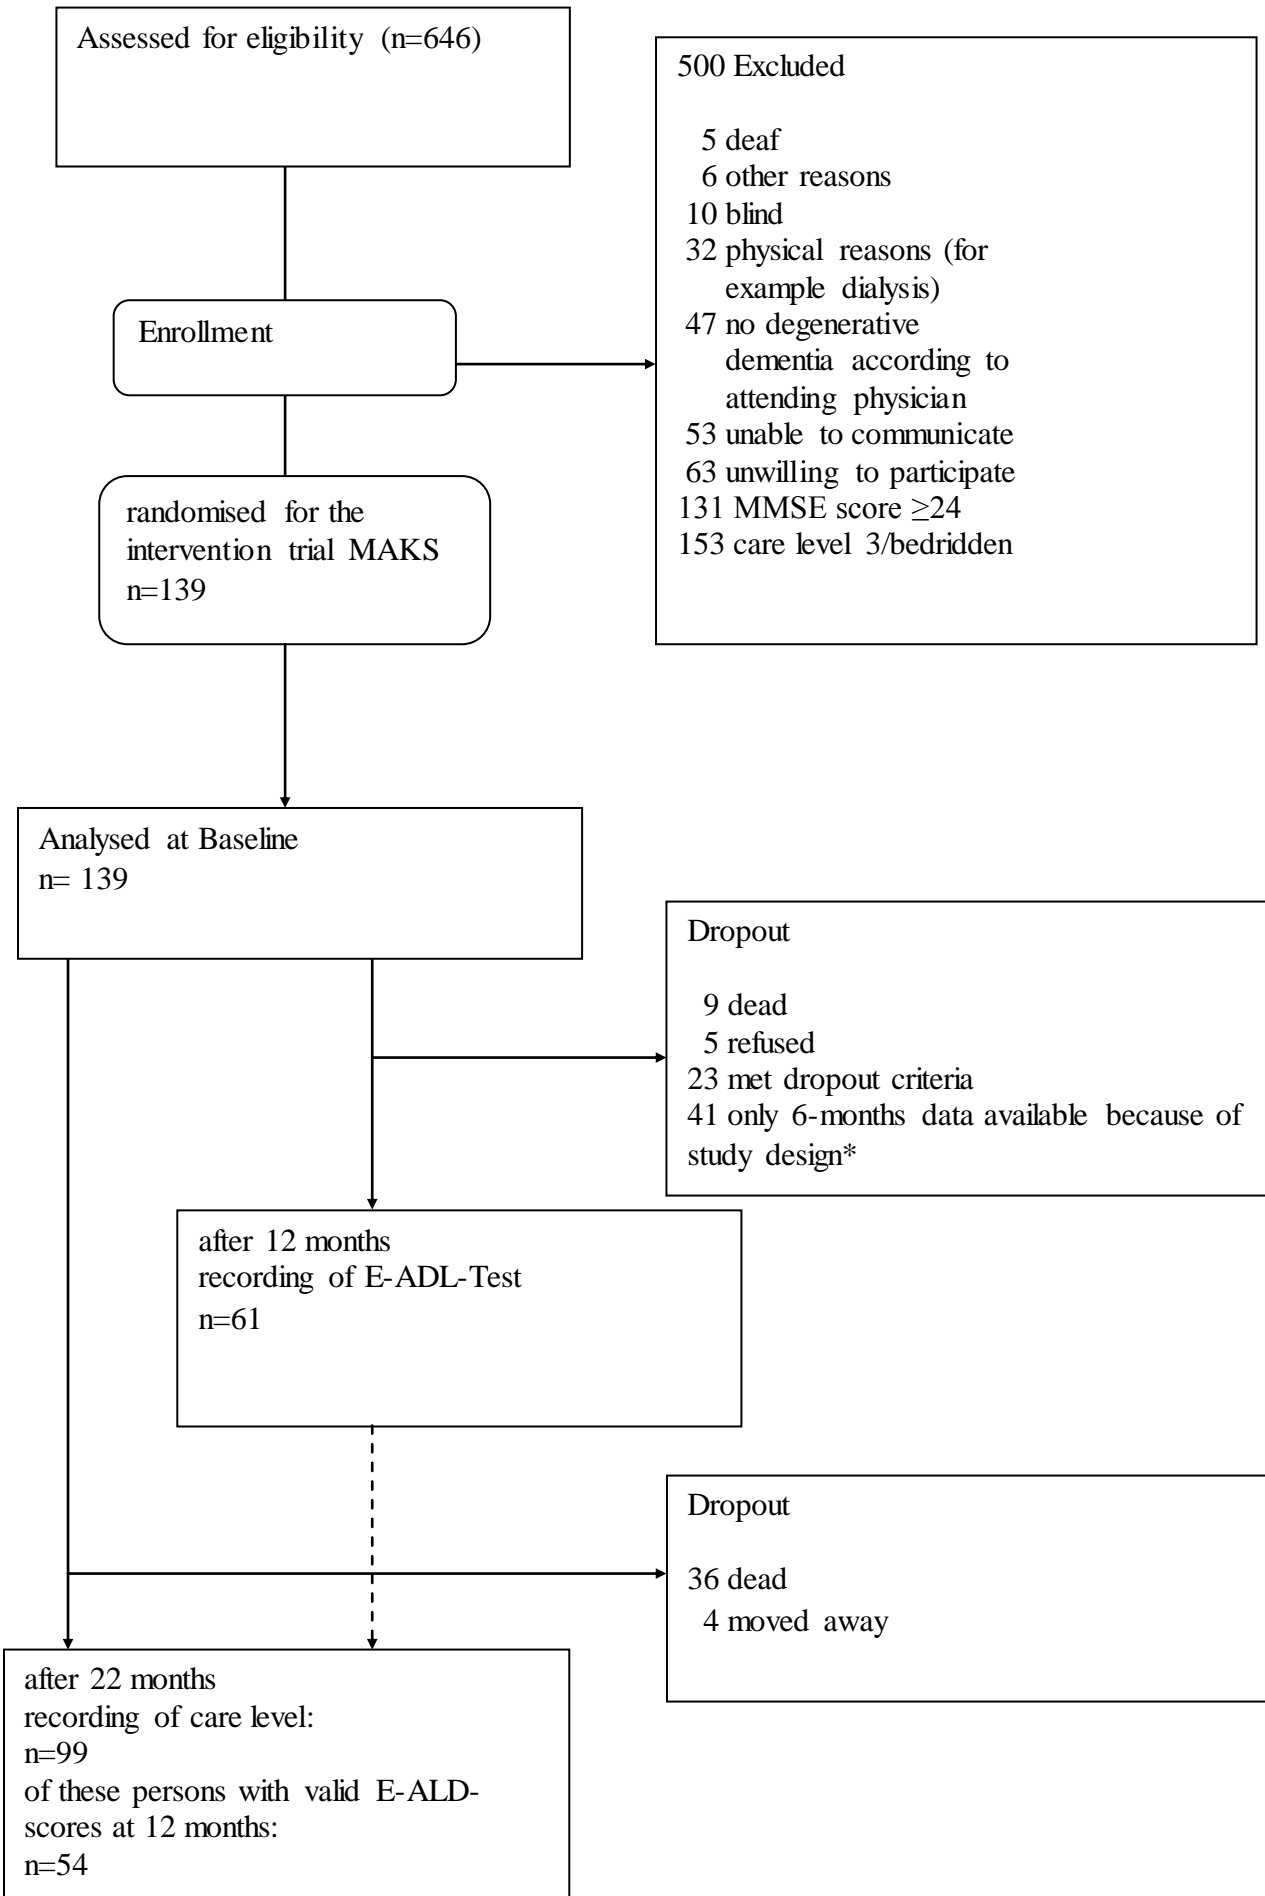 Assessed for eligibility (n=646)
500 Excluded
5 deaf
6 other reasons
10 blind
32 physical reasons (for
example dialysis)
47 no degenerative
dementia according to
attending physician
53 unable to communicate
63 unwilling to participate
131 MMSE score ≥24
153 care level 3/bedridden
Enrollment
randomised for the
intervention trial MAKS
n=139
Analysed at Baseline
n= 139
Dropout
9 dead
5 refused
23 met dropout criteria
41 only 6-months data available because of
study design*
after 12 months
recording of E-ADL-Test
n=61
Dropout
36 dead
4 moved away
after 22 months
recording of care level:
n=99
of these persons with valid E-ALD-
scores at 12 months:
n=54